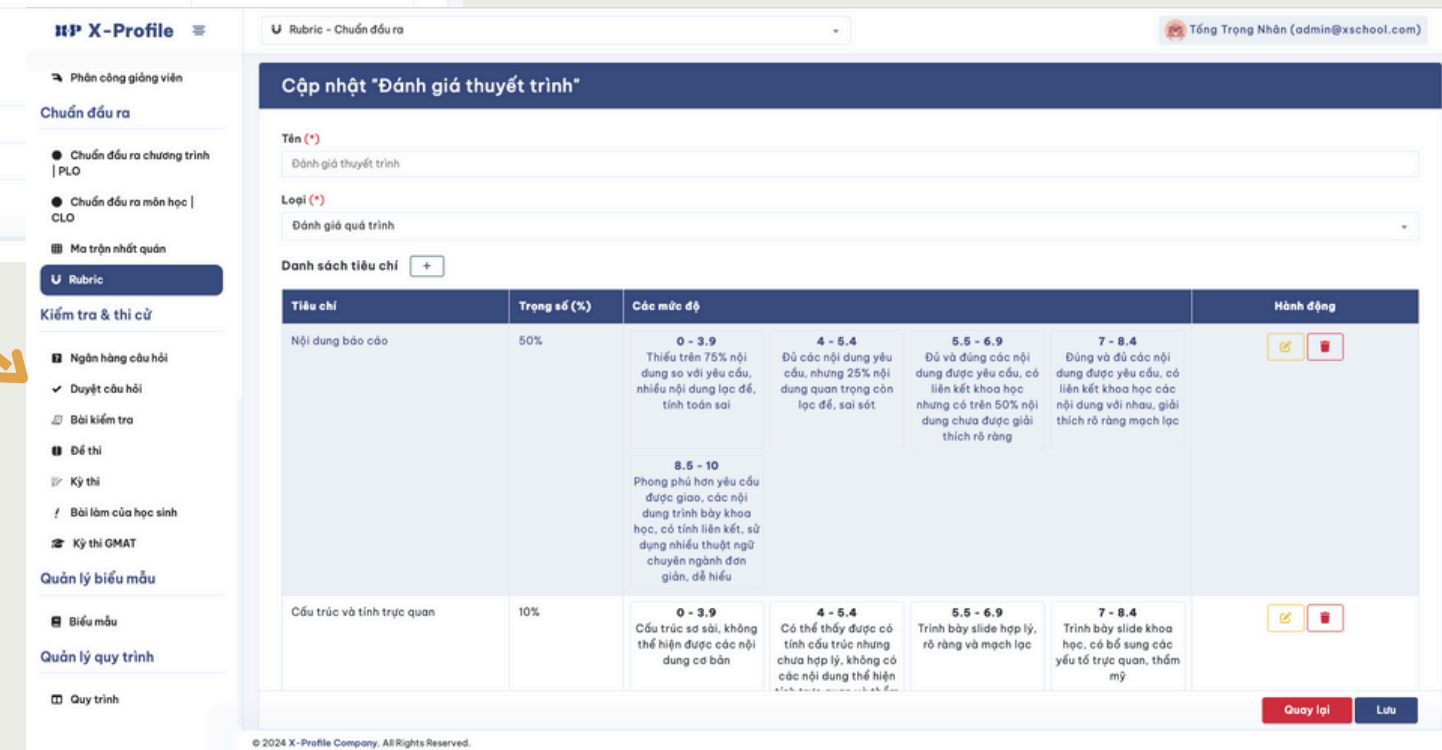 X-Profile
Rubric - Chuẩn đầu ra
Tống Trọng Nhân (admin@xschool.com)
Phân công giảng viên
Chuẩn đầu ra
Chuẩn đầu ra chương trình
| PLO
Chuẩn đầu ra môn học |
CLO
Ma trận nhất quán
Rubric
Kiểm tra & thi cử
Ngân hàng câu hỏi
Duyệt câu hỏi
Bài kiểm tra
Đề thi
Kỳ thi
Bài làm của học sinh
Kỳ thi GMAT
Quản lý biểu mẫu
Biểu mẫu
Quản lý quy trình
Quy trình
Cập nhật "Đánh giá thuyết trình"
Tên (*)
Đánh giá thuyết trình
Loại (*)
Đánh giá quá trình
Danh sách tiêu chí +
Tiêu chí
Trọng số (%)
Các mức độ
Hành động
Nội dung báo cáo
50%
0 - 3.9
Thiếu trên 75% nội
dung so với yêu cầu,
nhiều nội dung lạc đề,
tính toán sai
4 - 5.4
Đủ các nội dung yêu
cầu, nhưng 25% nội
dung quan trọng còn
lạc đề, sai sót
5.5 - 6.9
Đủ và đúng các nội
dung được yêu cầu, có
liên kết khoa học
nhưng có trên 50% nội
dung chưa được giải
thích rõ ràng
7 - 8.4
Đúng và đủ các nội
dung được yêu cầu, có
liên kết khoa học các
nội dung với nhau, giải
thích rõ ràng mạch lạc
8.5 - 10
Phong phú hơn yêu cầu
được giao, các nội
dung trình bày khoa
học, có tính liên kết, sử
dụng nhiều thuật ngữ
chuyên ngành đơn
giản, dễ hiểu
Cấu trúc và tính trực quan
10%
0 - 3.9
Cấu trúc sơ sài, không
thể hiện được các nội
dung cơ bản
4 - 5.4
Có thể thấy được có
tính cấu trúc nhưng
chưa hợp lý, không có
các nội dung thể hiện
5.5 - 6.9
Trình bày slide hợp lý,
rõ ràng và mạch lạc
7 - 8.4
Trình bày slide khoa
học, có bổ sung các
yếu tố trực quan, thẩm
mỹ
Quay lại
Lưu
© 2024 X-Profile Company. All Rights Reserved.